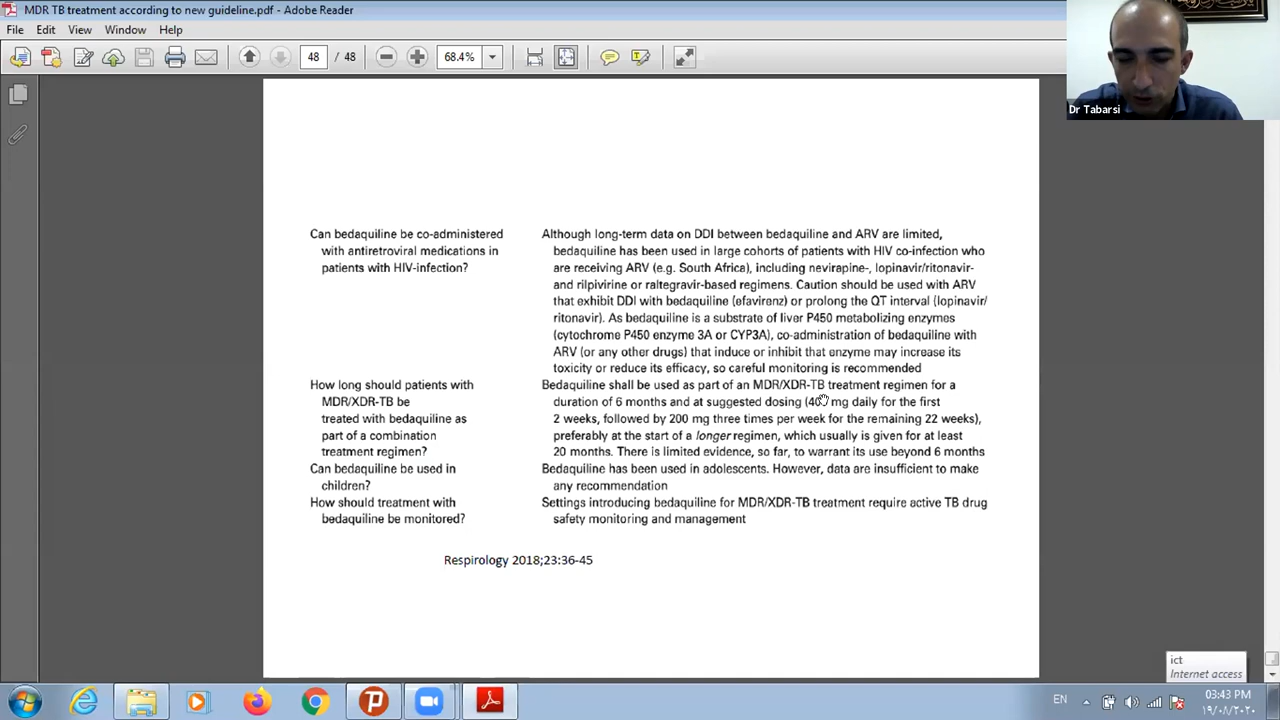 MDR TB treatment according to new guideline.pdf - Adobe Reader
File Edit View Window Help
48 / 48 68.4%
Dr Tabarsi
Can bedaquiline be co-administered
with antiretroviral medications in
patients with HIV-infection?
Although long-term data on DDI between bedaquiline and ARV are limited,
bedaquiline has been used in large cohorts of patients with HIV co-infection who
are receiving ARV (e.g. South Africa), including nevirapine-, lopinavir/ritonavir-
and rilpivirine or raltegravir-based regimens. Caution should be used with ARV
that exhibit DDI with bedaquiline (efavirenz) or prolong the QT interval (lopinavir/
ritonavir). As bedaquiline is a substrate of liver P450 metabolizing enzymes
(cytochrome P450 enzyme 3A or CYP3A), co-administration of bedaquiline with
ARV (or any other drugs) that induce or inhibit that enzyme may increase its
toxicity or reduce its efficacy, so careful monitoring is recommended
How long should patients with
MDR/XDR-TB be
treated with bedaquiline as
part of a combination
treatment regimen?
Bedaquiline shall be used as part of an MDR/XDR-TB treatment regimen for a
duration of 6 months and at suggested dosing (400 mg daily for the first
2 weeks, followed by 200 mg three times per week for the remaining 22 weeks),
preferably at the start of a longer regimen, which usually is given for at least
20 months. There is limited evidence, so far, to warrant its use beyond 6 months
Can bedaquiline be used in
children?
Bedaquiline has been used in adolescents. However, data are insufficient to make
any recommendation
How should treatment with
bedaquiline be monitored?
Settings introducing bedaquiline for MDR/XDR-TB treatment require active TB drug
safety monitoring and management
Respirology 2018;23:36-45
ict
Internet access
EN
03:43 PM
۱۹/۰۸/۲۰۲۰